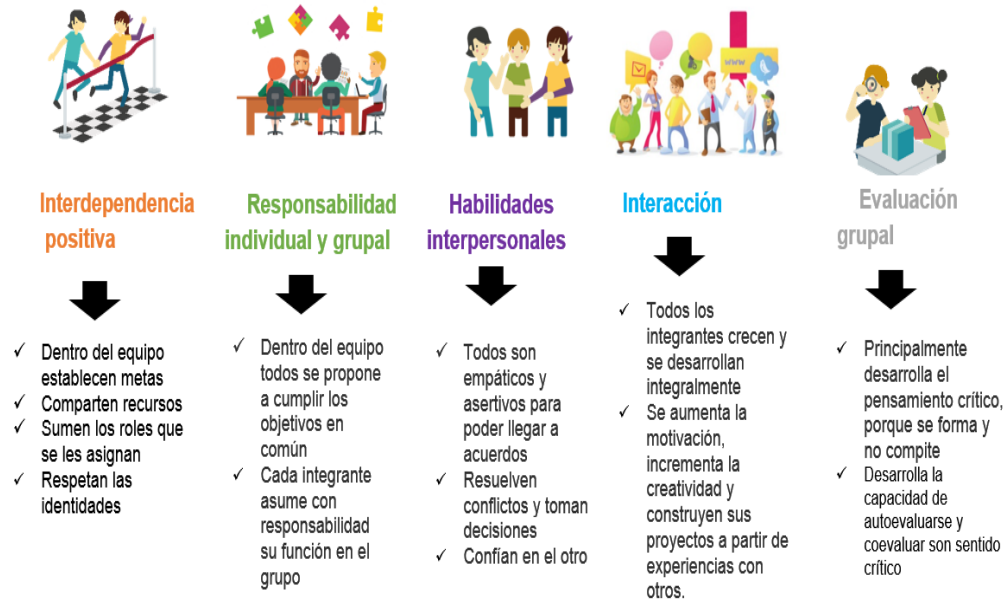 Interdependencia
positiva
✓ Dentro del equipo
establecen metas
✓ Comparten recursos
✓ Sumen los roles que
se les asignan
✓ Respetan las
identidades
Responsabilidad
individual y grupal
✓ Dentro del equipo
todos se propone
a cumplir los
objetivos en
común
✓ Cada integrante
asume con
responsabilidad
su función en el
grupo
Habilidades
interpersonales
✓ Todos son
empáticos y
asertivos para
poder llegar a
acuerdos
✓ Resuelven
conflictos y toman
decisiones
✓ Confían en el otro
Interacción
✓ Todos los
integrantes crecen y
se desarrollan
integralmente
✓ Se aumenta la
motivación,
incrementa la
creatividad y
construyen sus
proyectos a partir de
experiencias con
otros.
Evaluación
grupal
✓ Principalmente
desarrolla el
pensamiento crítico,
porque se forma y
no compite
✓ Desarrolla la
capacidad de
autoevaluarse y
coevaluar son sentido
crítico